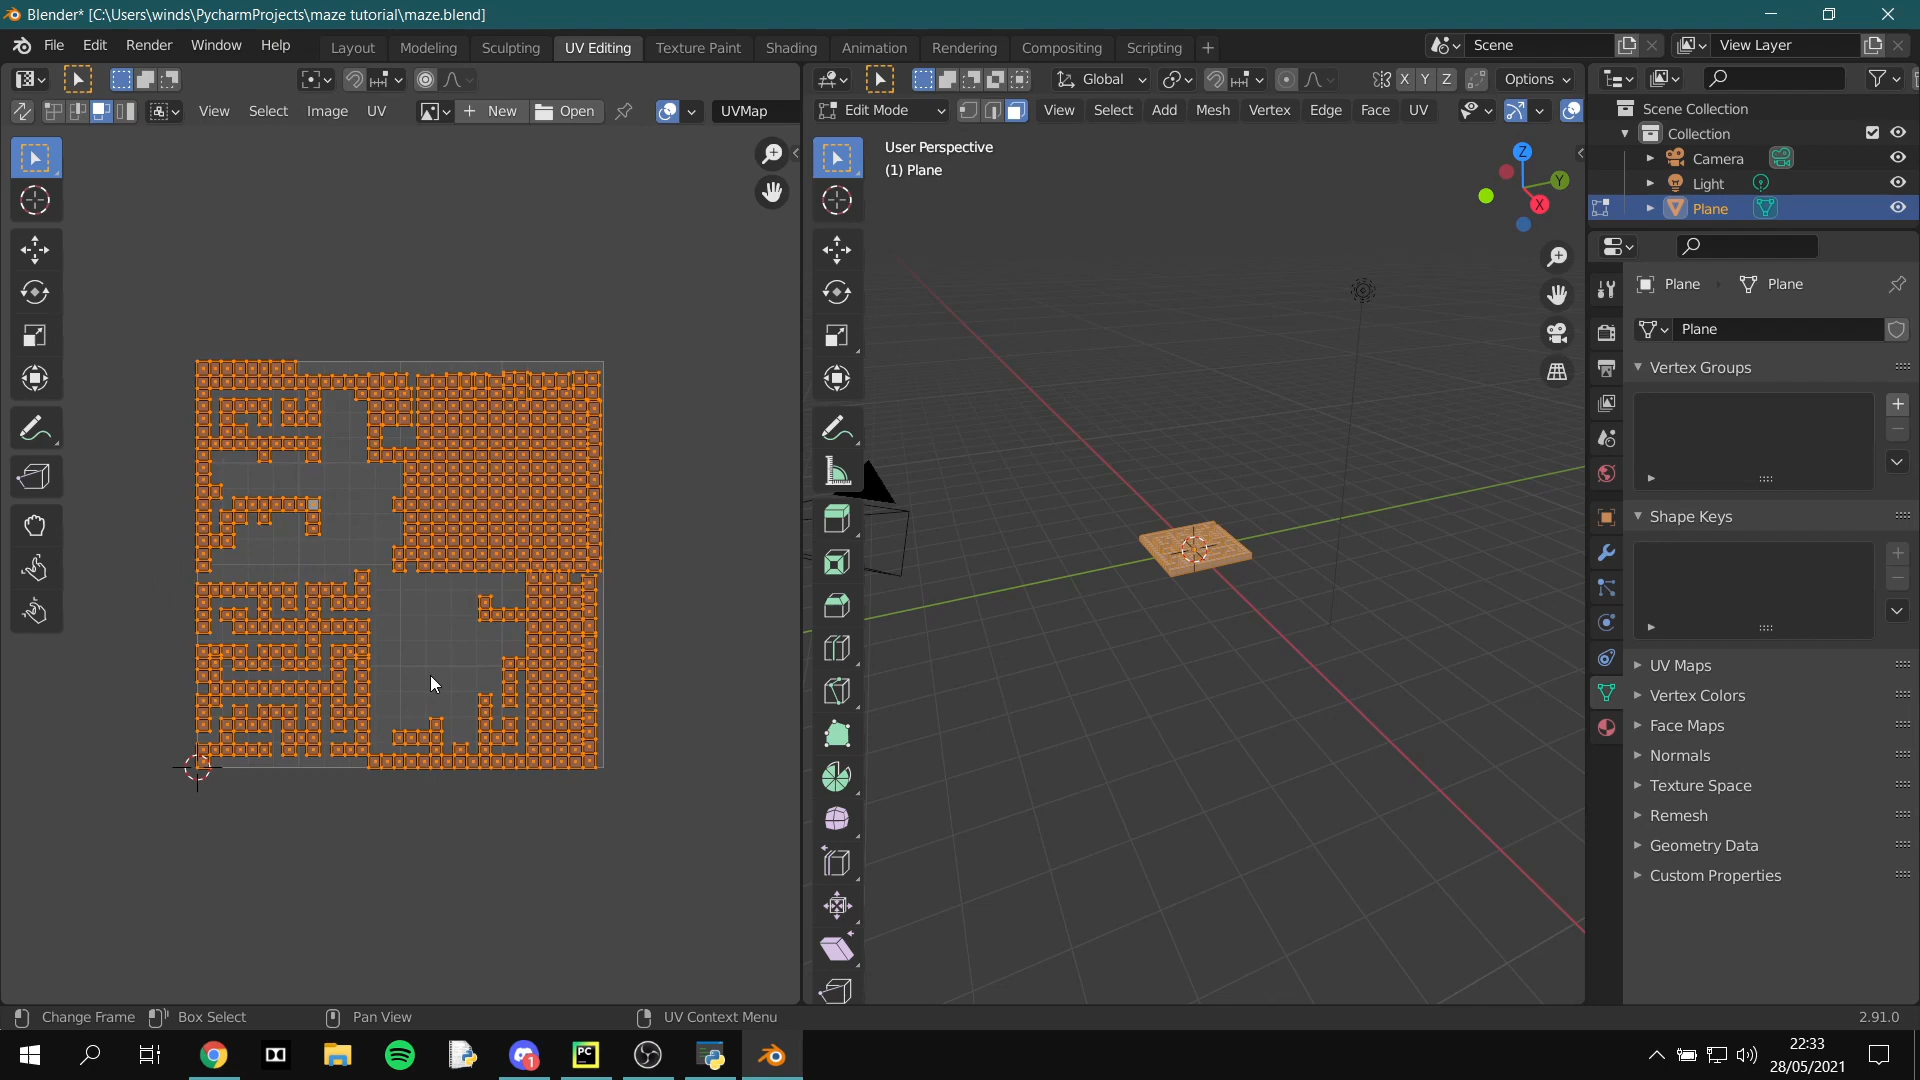 Blender* [C:\Users\winds\PycharmProjects\maze tutorial\maze.blend]
File Edit Render Window Help Layout Modeling Sculpting UV Editing Texture Paint Shading Animation Rendering Compositing Scripting + Scene View Layer
Global X Y Z Options
View Select Image UV + New Open UVMap Edit Mode View Select Add Mesh Vertex Edge Face UV
Scene Collection
Collection
Camera
Light
Plane
User Perspective
(1) Plane
Z
Y
X
Plane Plane
Plane
Vertex Groups
Shape Keys
UV Maps
Vertex Colors
Face Maps
Normals
Texture Space
Remesh
Geometry Data
Custom Properties
Change Frame Box Select Pan View UV Context Menu 2.91.0
PC
1
22:33
28/05/2021